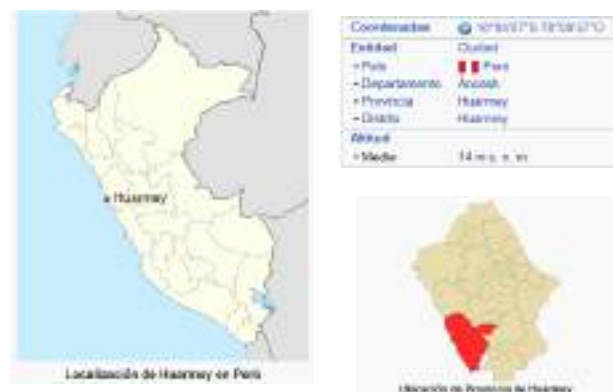 Huarmey
Localización de Huarmey en Perú
Coordenadas
Entidad Ciudad
• País Perú
• Departamento Áncash
• Provincia Huarmey
• Distrito Huarmey
Altitud
• Media 14 m s. n. m.
Ubicación de Provincia de Huarmey